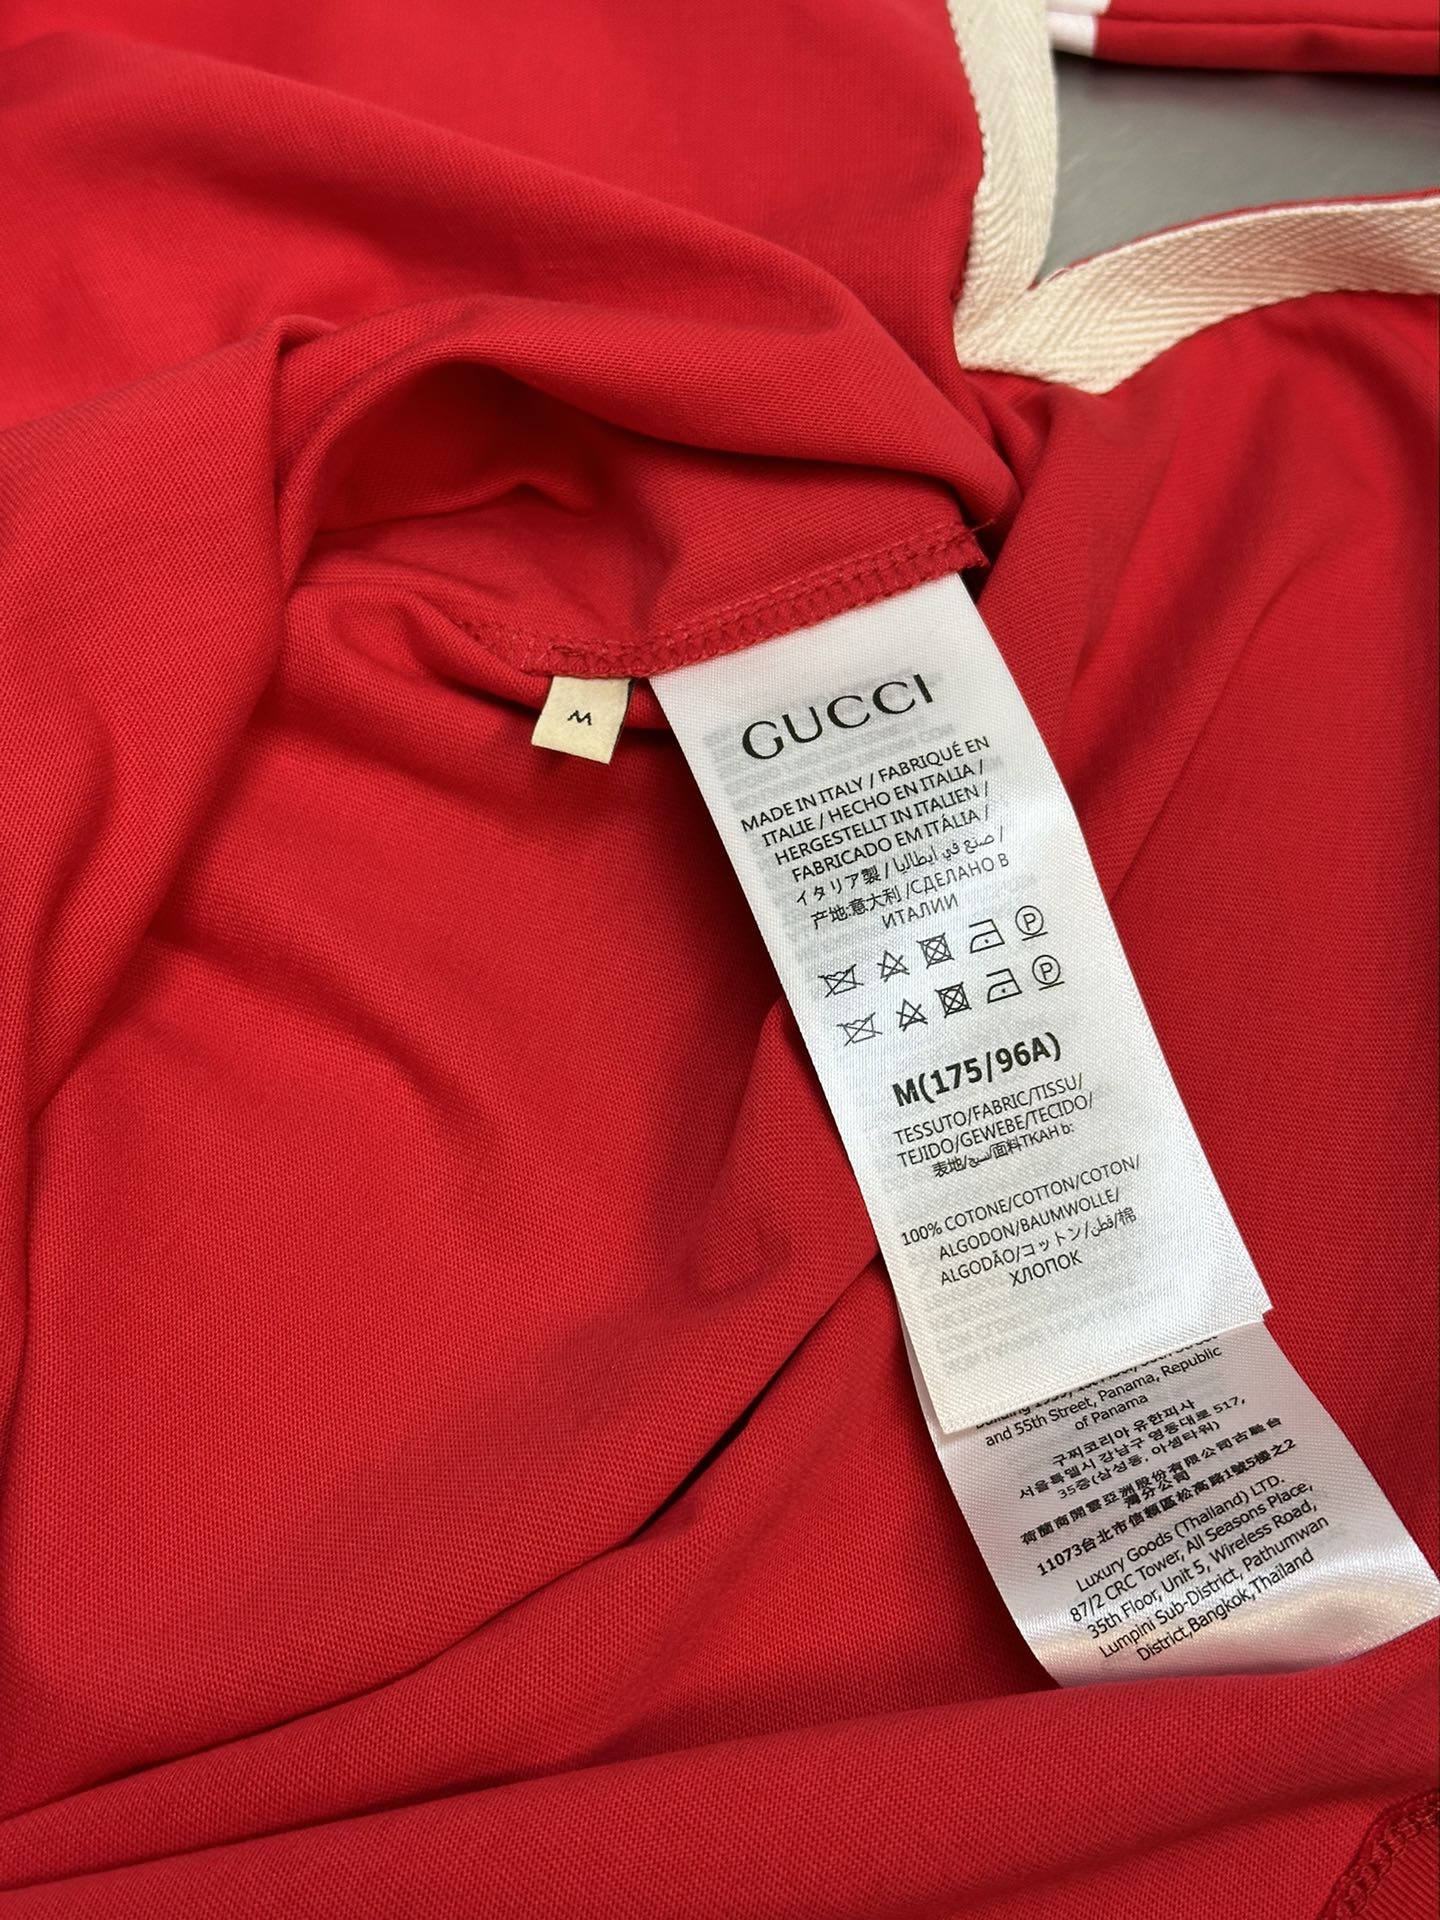 M
GUCCI
MADE IN ITALY / FABRIQUÉ EN
ITALIE / HECHO EN ITALIA /
HERGESTELLT IN ITALIEN /
FABRICADO EM ITÁLIA /
イタリア製 / صنع في ايطاليا /
产地:意大利 /СДЕЛАНО В
ИТАЛИИ
P
P
M(175/96A)
TESSUTO/FABRIC/TISSU/
TEJIDO/GEWEBE/TECIDO/
表地/نسيج/面料TKAH b:
100% COTONE/COTTON/COTON/
ALGODON/BAUMWOLLE/
ALGODÃO/コットン/قطن/棉
ХЛОПОК
and 55th Street, Panama, Republic
of Panama
구찌코리아 유한피사
서울특별시 강남구 영동대로 517,
35층(삼성동, 아셈타워)
荷蘭商開雲亞洲股份有限公司古馳台
灣分公司
11073台北市信義區松高路1號5樓之2
Luxury Goods (Thailand) LTD.
87/2 CRC Tower, All Seasons Place,
35th Floor, Unit 5, Wireless Road,
Lumpini Sub-District, Pathumwan
District,Bangkok,Thailand